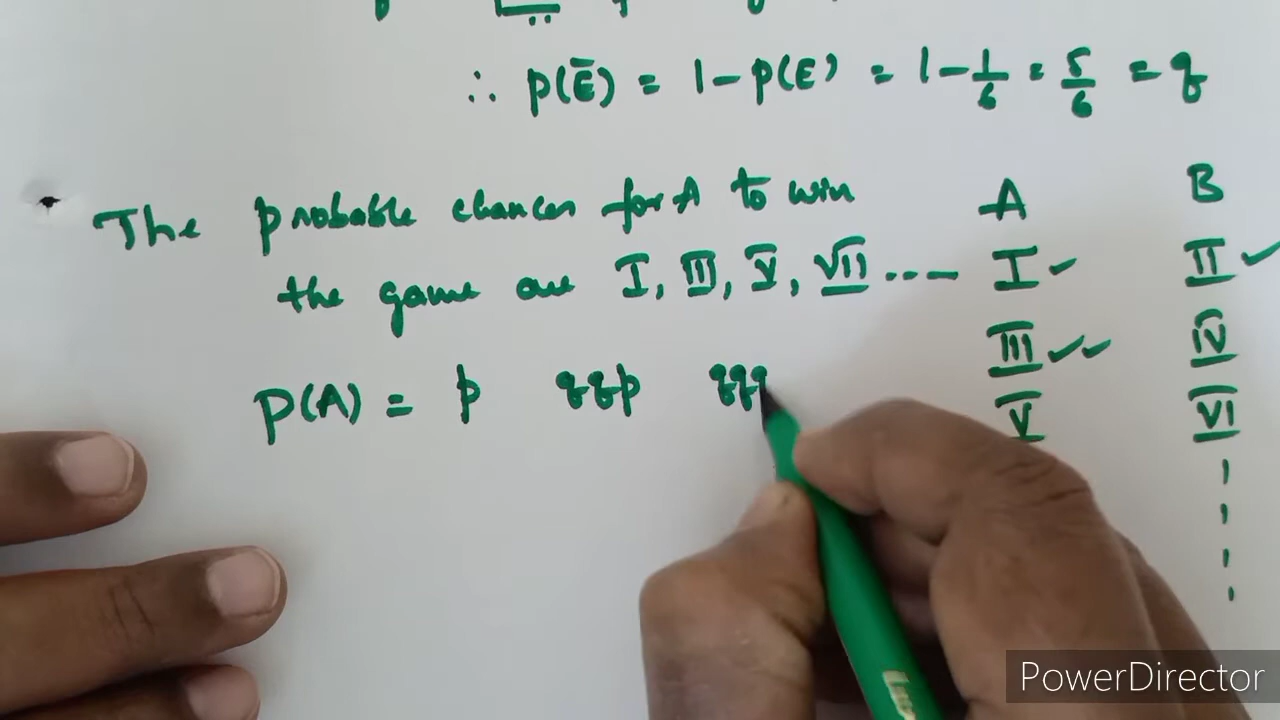 ∴ P(Ē) = 1 - P(E) = 1 - 1/6 = 5/6 = q
The probable chances for A to win
the game are I, III, V, VII ....
A B
I ✓ II ✓
III ✓✓ IV
V VI
P(A) = p qqp qqq
PowerDirector